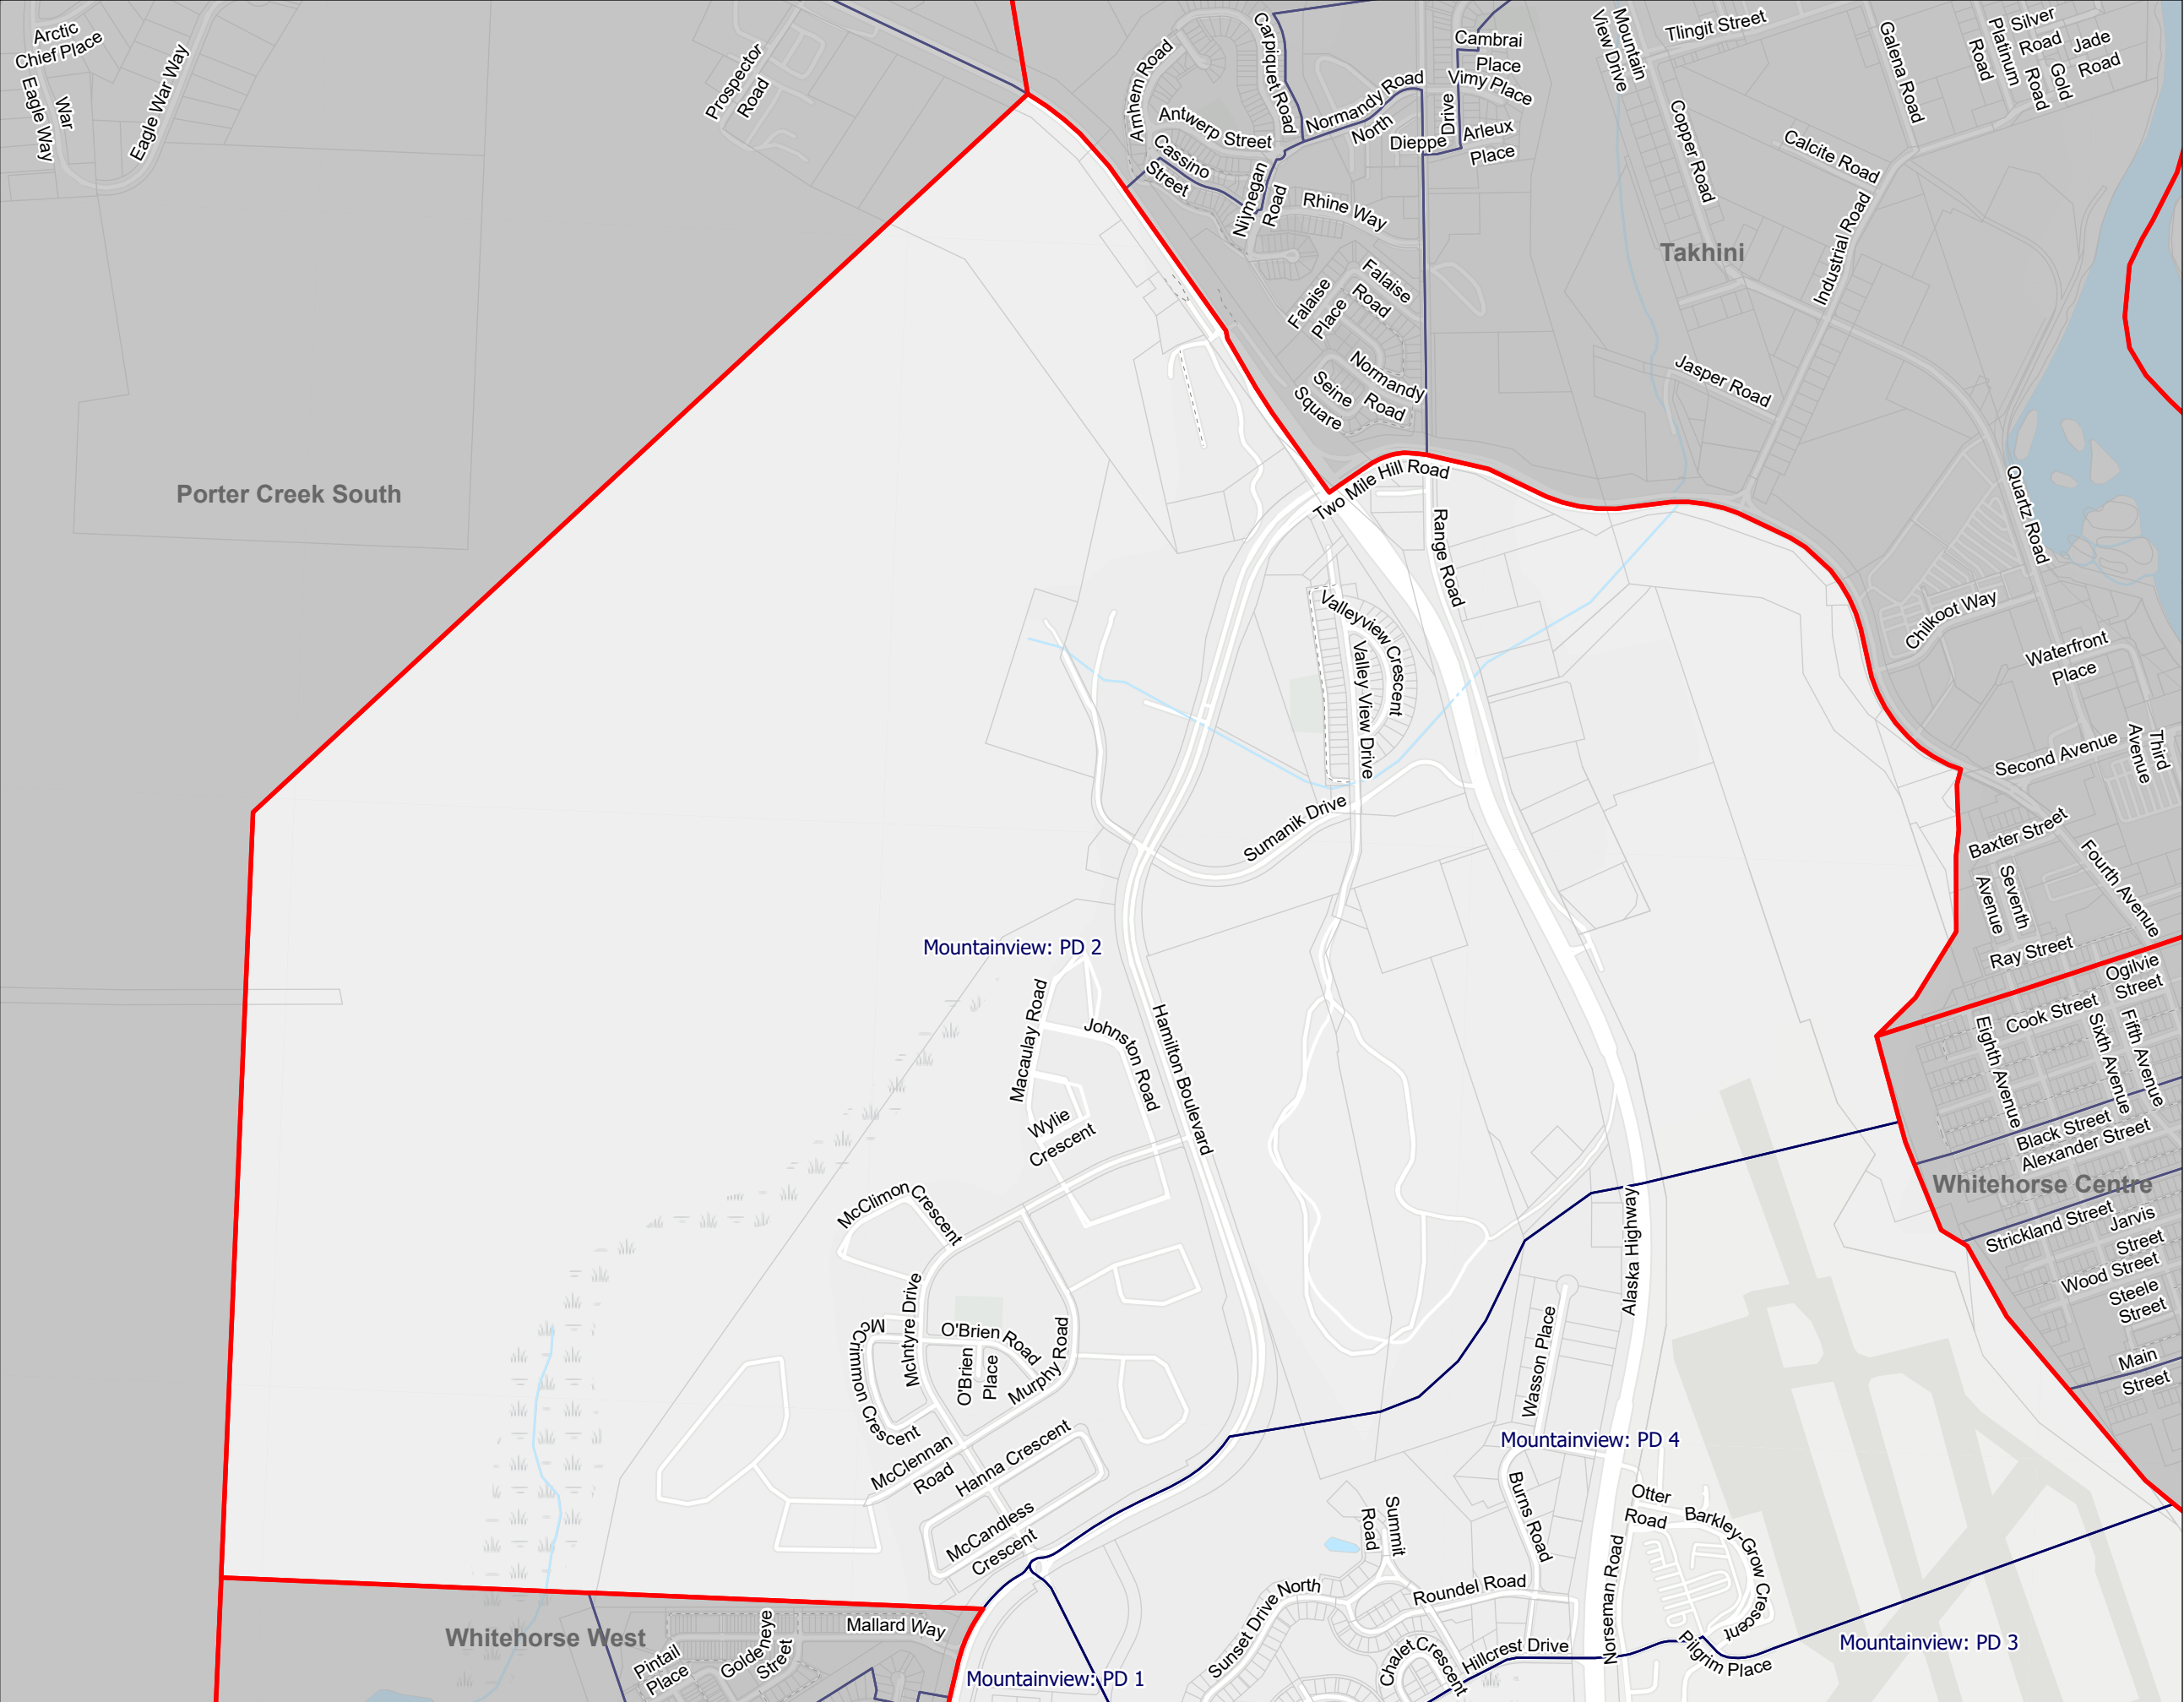 Arctic
Chief Place
Eagle Way
War
Eagle War Way
Prospector
Road
Arnhem Road
Carpiquet Road
Antwerp Street
Cassino
Street
Nijmegan
Road
Normandy Road
North
Dieppe
Drive
Cambrai
Place
Vimy Place
Arleux
Place
Rhine Way
Falaise
Place
Falaise
Road
Normandy
Road
Seine
Square
Mountain
View Drive
Tlingit Street
Copper Road
Galena Road
Platinum
Road
Silver
Road
Jade
Road
Gold
Road
Calcite Road
Industrial Road
Takhini
Jasper Road
Quartz Road
Porter Creek South
Two Mile Hill Road
Range Road
Valleyview Crescent
Valley View Drive
Sumanik Drive
Chilkoot Way
Waterfront
Place
Second Avenue
Third
Avenue
Baxter Street
Fourth Avenue
Seventh
Avenue
Ray Street
Ogilvie
Street
Cook Street
Eighth Avenue
Sixth Avenue
Fifth Avenue
Black Street
Alexander Street
Whitehorse Centre
Strickland Street
Jarvis
Street
Wood Street
Steele
Street
Main
Street
Mountainview: PD 2
Macaulay Road
Johnston Road
Hamilton Boulevard
Wylie
Crescent
McClimon Crescent
McIntyre Drive
McCrimmon Crescent
O'Brien Road
O'Brien
Place
Murphy Road
McClennan
Road
Hanna Crescent
McCandless
Crescent
Alaska Highway
Wasson Place
Mountainview: PD 4
Burns Road
Otter
Road
Barkley-Grow Crescent
Norseman Road
Summit
Road
Roundel Road
Sunset Drive North
Chalet Crescent
Hillcrest Drive
Pilgrim Place
Mountainview: PD 3
Mountainview: PD 1
Whitehorse West
Mallard Way
Pintail
Place
Goldeneye
Street